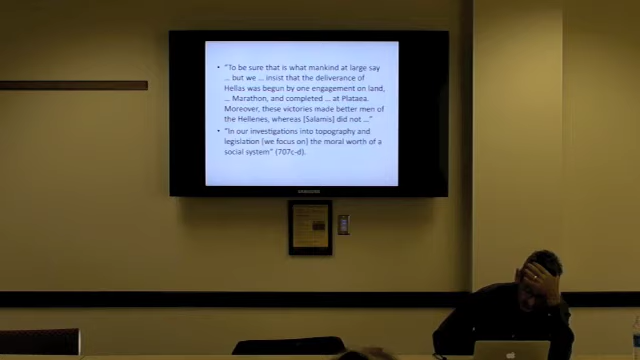 • "To be sure that is what mankind at large say
… but we … insist that the deliverance of
Hellas was begun by one engagement on land,
… Marathon, and completed … at Plataea.
Moreover, these victories made better men of
the Hellenes, whereas [Salamis] did not …"
• "In our investigations into topography and
legislation [we focus on] the moral worth of a
social system" (707c-d).
SAMSUNG